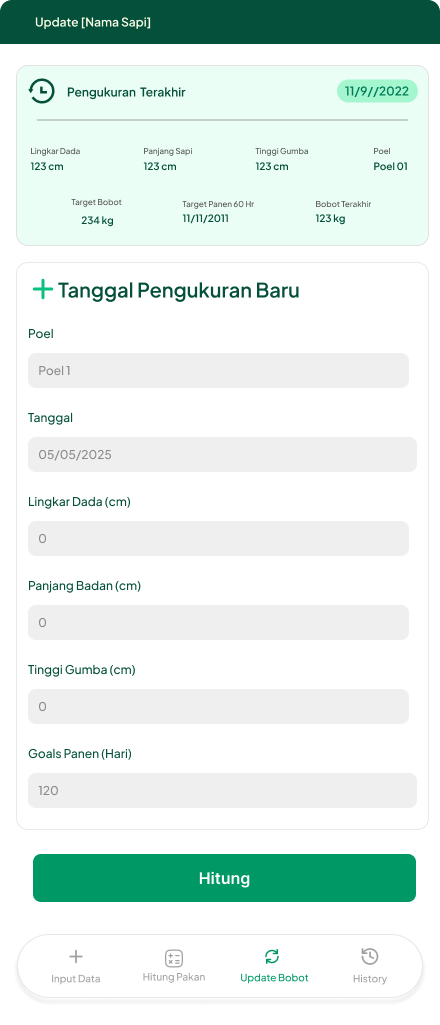 Update [Nama Sapi]
Pengukuran Terakhir
11/9//2022
Lingkar Dada Panjang Sapi Tinggi Gumba Poel
123 cm 123 cm 123 cm Poel 01
Target Bobot Target Panen 60 Hr Bobot Terakhir
234 kg 11/11/2011 123 kg
Tanggal Pengukuran Baru
Poel
Poel 1
Tanggal
05/05/2025
Lingkar Dada (cm)
0
Panjang Badan (cm)
0
Tinggi Gumba (cm)
0
Goals Panen (Hari)
120
Hitung
Input Data Hitung Pakan Update Bobot History